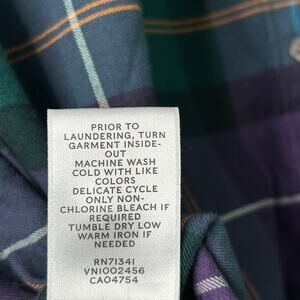 PRIOR TO
LAUNDERING, TURN
GARMENT INSIDE-
OUT
MACHINE WASH
COLD WITH LIKE
COLORS
DELICATE CYCLE
ONLY NON-
CHLORINE BLEACH IF
REQUIRED
TUMBLE DRY LOW
WARM IRON IF
NEEDED
RN71341
VN1002456
CA04754